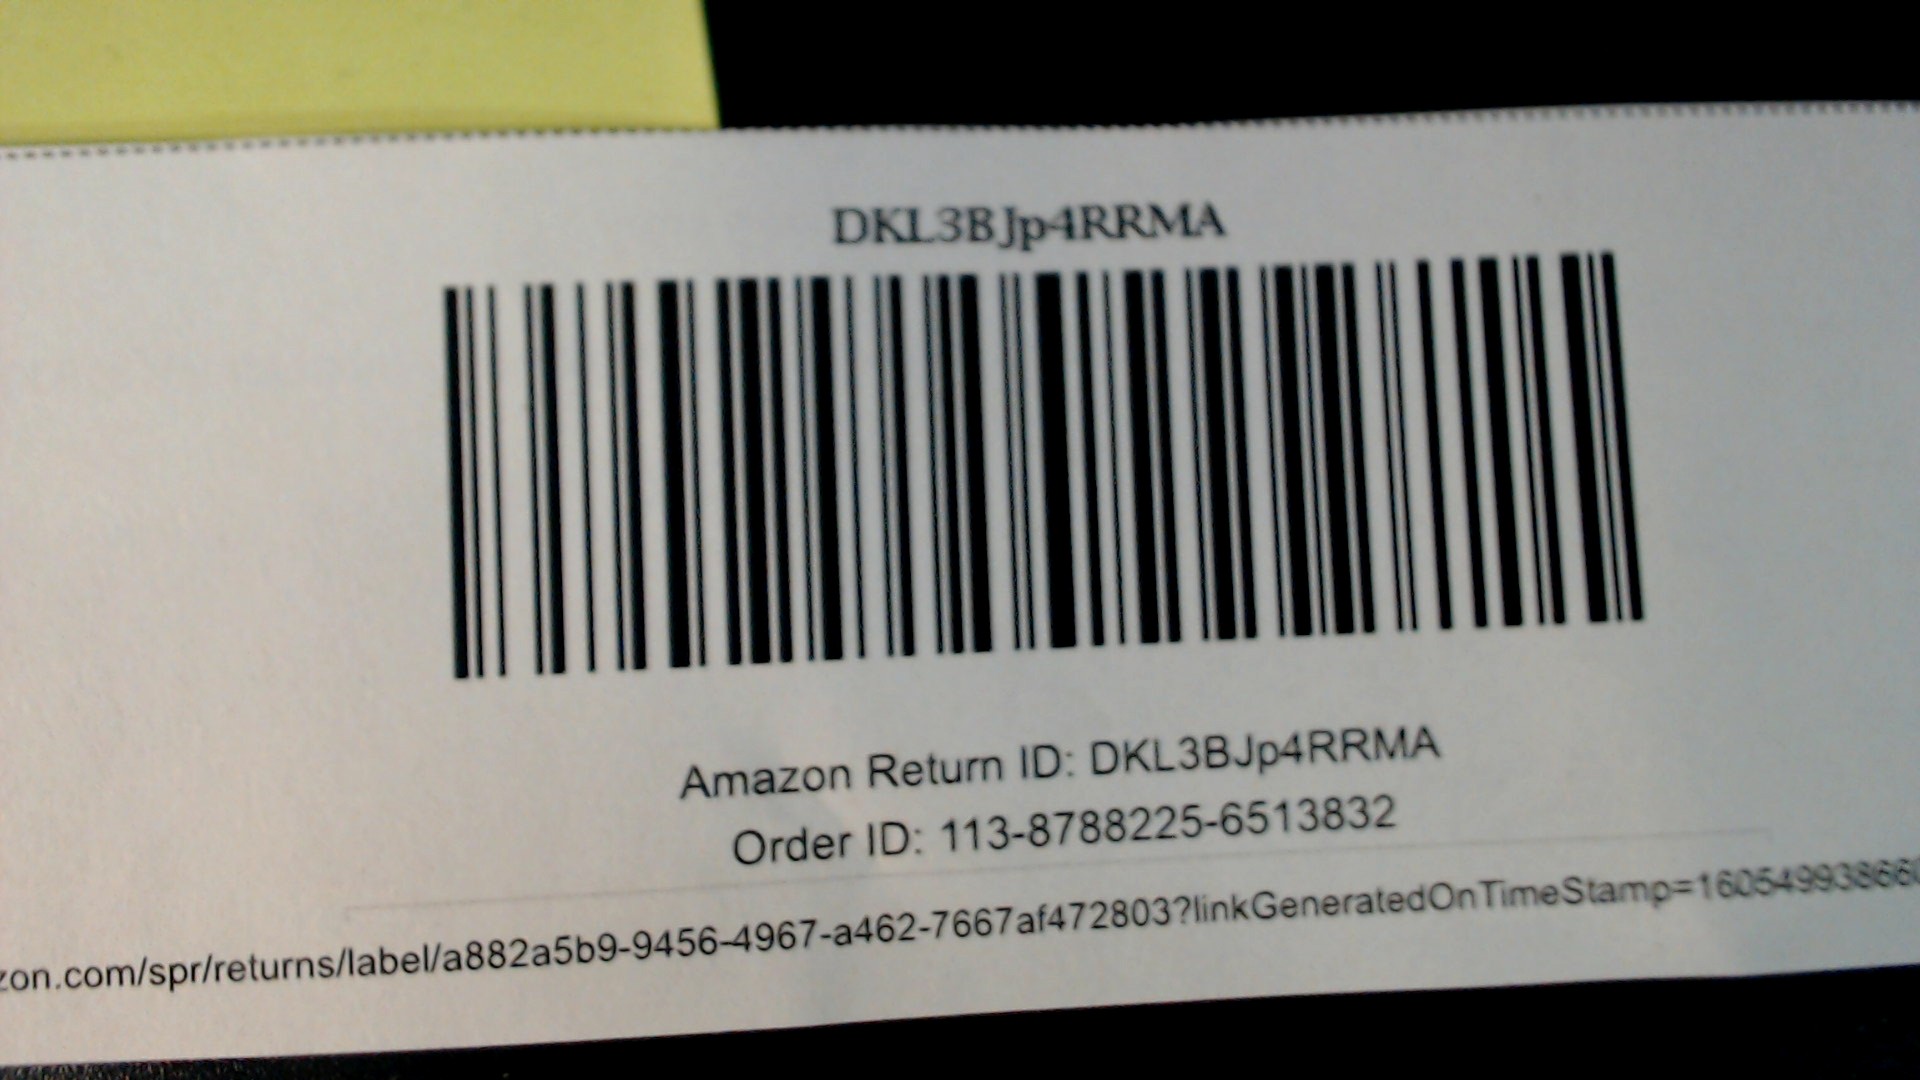 DKL3BJp4RRMA
Amazon Return ID: DKL3BJp4RRMA
Order ID: 113-8788225-6513832
zon.com/spr/returns/label/a882a5b9-9456-4967-a462-7667af472803?linkGeneratedOnTimeStamp=1605499386660